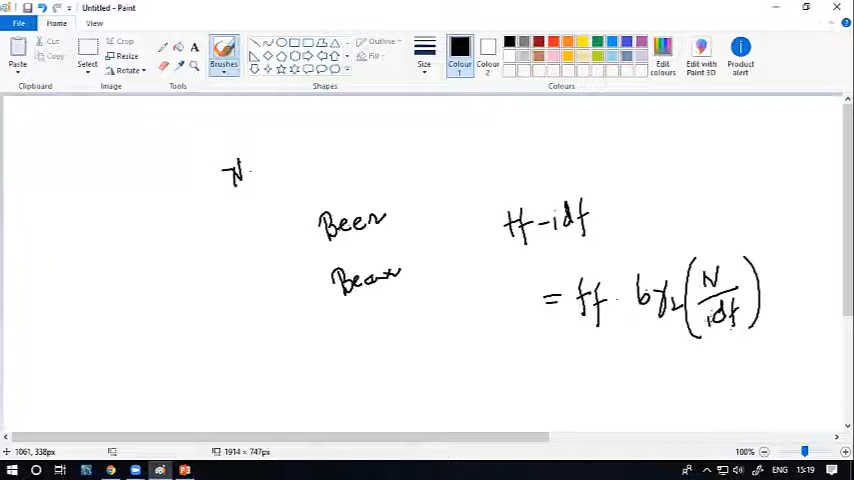 Untitled - Paint
File Home View
Paste Cut Copy Select Crop Resize Rotate Brushes Outline Fill Size Colour 1 Colour 2 Edit colours Edit with Paint 3D Product alert
Clipboard Image Tools Shapes Colours
N
Beer tf-idf
= tf. log2(N/idf)
1061, 338px 1914 × 747px 100%
ENG 15:19